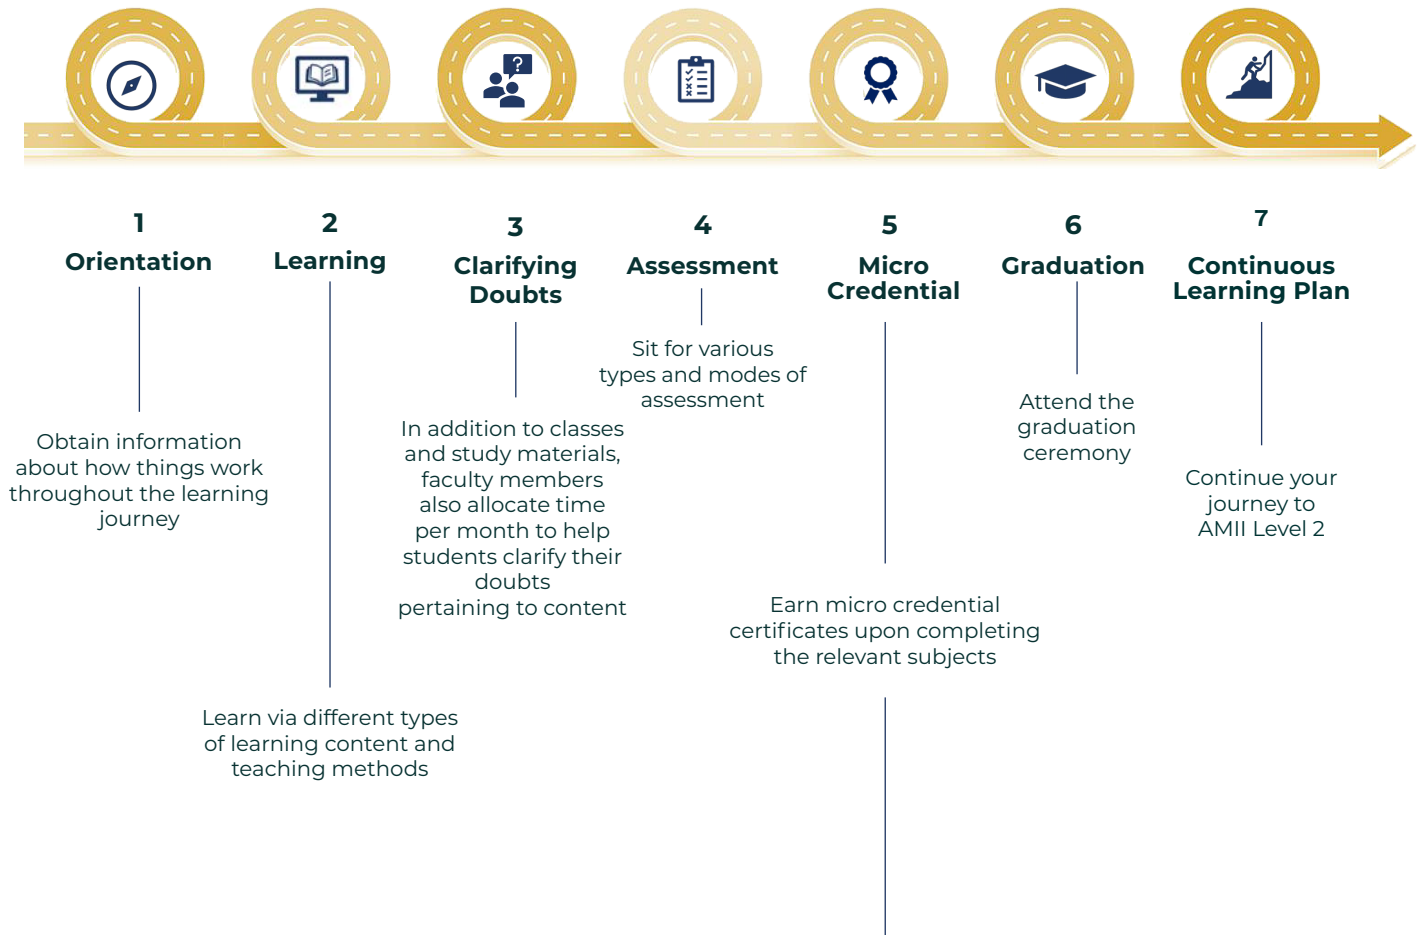 ?
1
Orientation
Obtain information
about how things work
throughout the learning
journey
2
Learning
Learn via different types
of learning content and
teaching methods
3
Clarifying
Doubts
In addition to classes
and study materials,
faculty members
also allocate time
per month to help
students clarify their
doubts
pertaining to content
4
Assessment
Sit for various
types and modes of
assessment
5
Micro
Credential
Earn micro credential
certificates upon completing
the relevant subjects
6
Graduation
Attend the
graduation
ceremony
7
Continuous
Learning Plan
Continue your
journey to
AMII Level 2